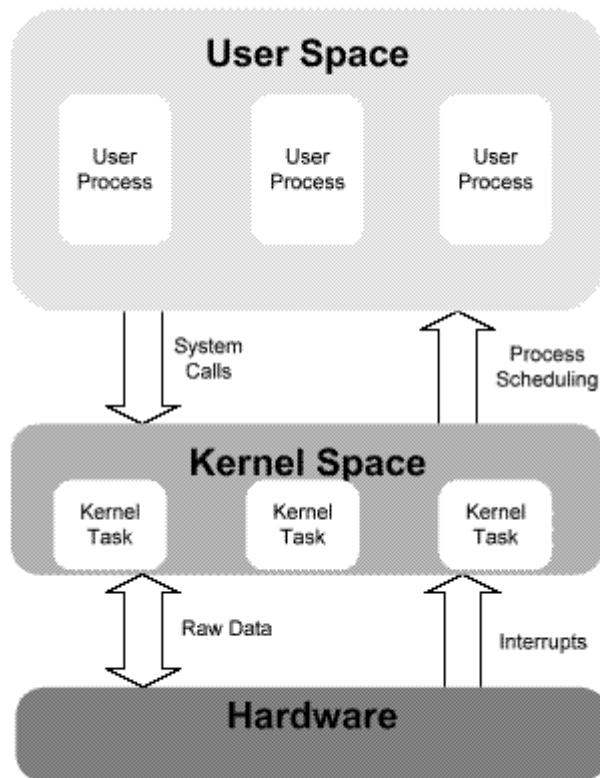 User Space
User
Process
User
Process
User
Process
System
Calls
Process
Scheduling
Kernel Space
Kernel
Task
Kernel
Task
Kernel
Task
Raw Data
Interrupts
Hardware